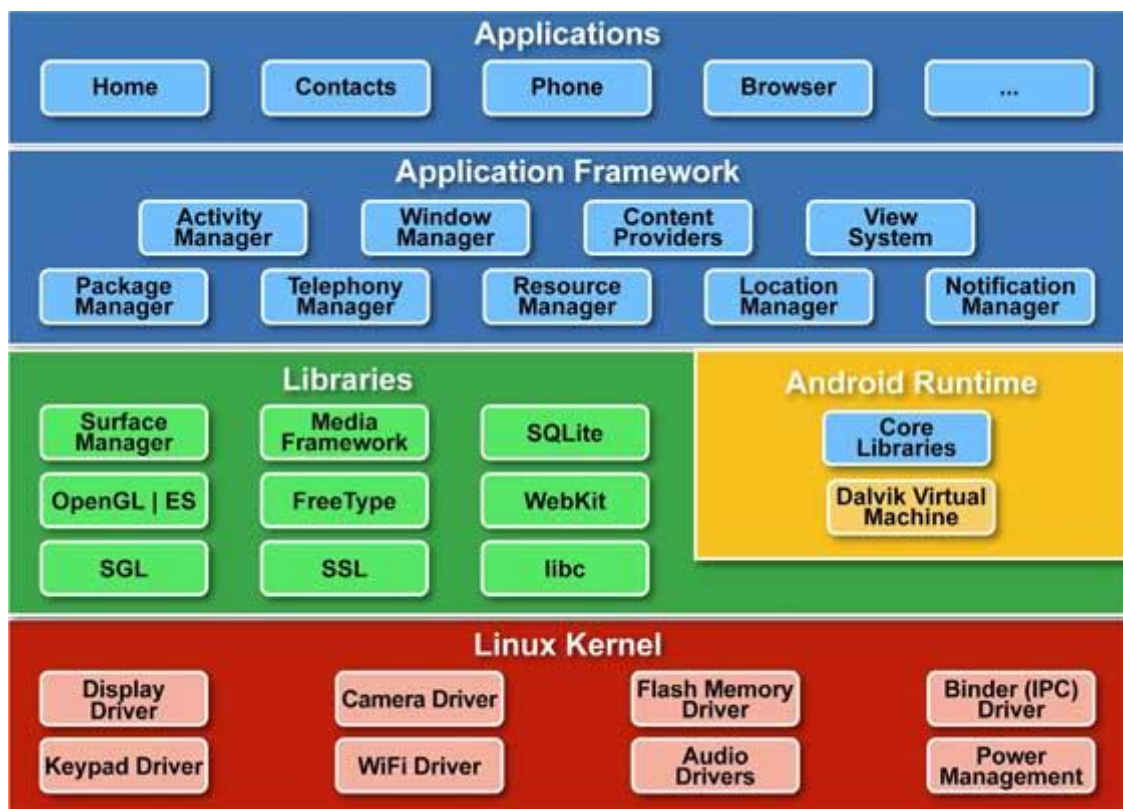 Applications
Home Contacts Phone Browser ...
Application Framework
Activity Manager Window Manager Content Providers View System
Package Manager Telephony Manager Resource Manager Location Manager Notification Manager
Libraries
Surface Manager Media Framework SQLite
OpenGL | ES FreeType WebKit
SGL SSL libc
Android Runtime
Core Libraries
Dalvik Virtual Machine
Linux Kernel
Display Driver Camera Driver Flash Memory Driver Binder (IPC) Driver
Keypad Driver WiFi Driver Audio Drivers Power Management